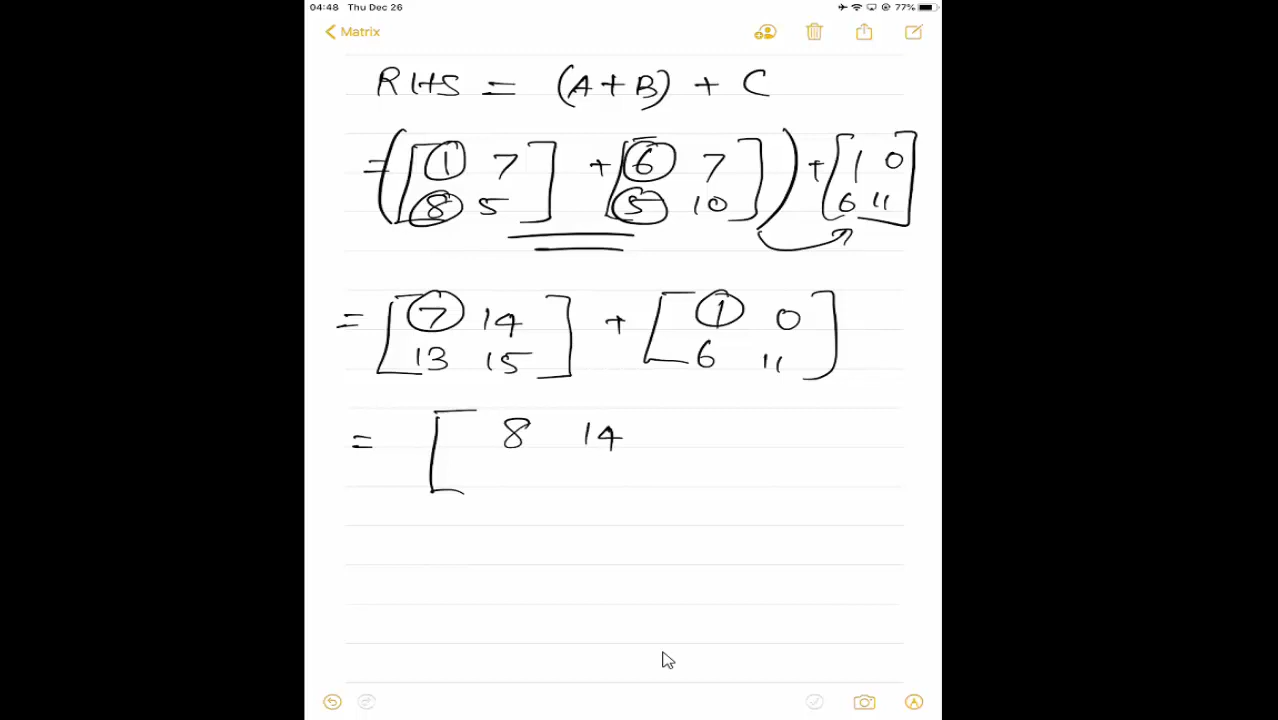 04:48 Thu Dec 26 77%
Matrix
RHS = (A+B) + C
=([1 7] + [6 7]) + [1 0]
[8 5] [5 10] [6 11]
= [7 14] + [1 0]
[13 15] [6 11]
= [ 8 14